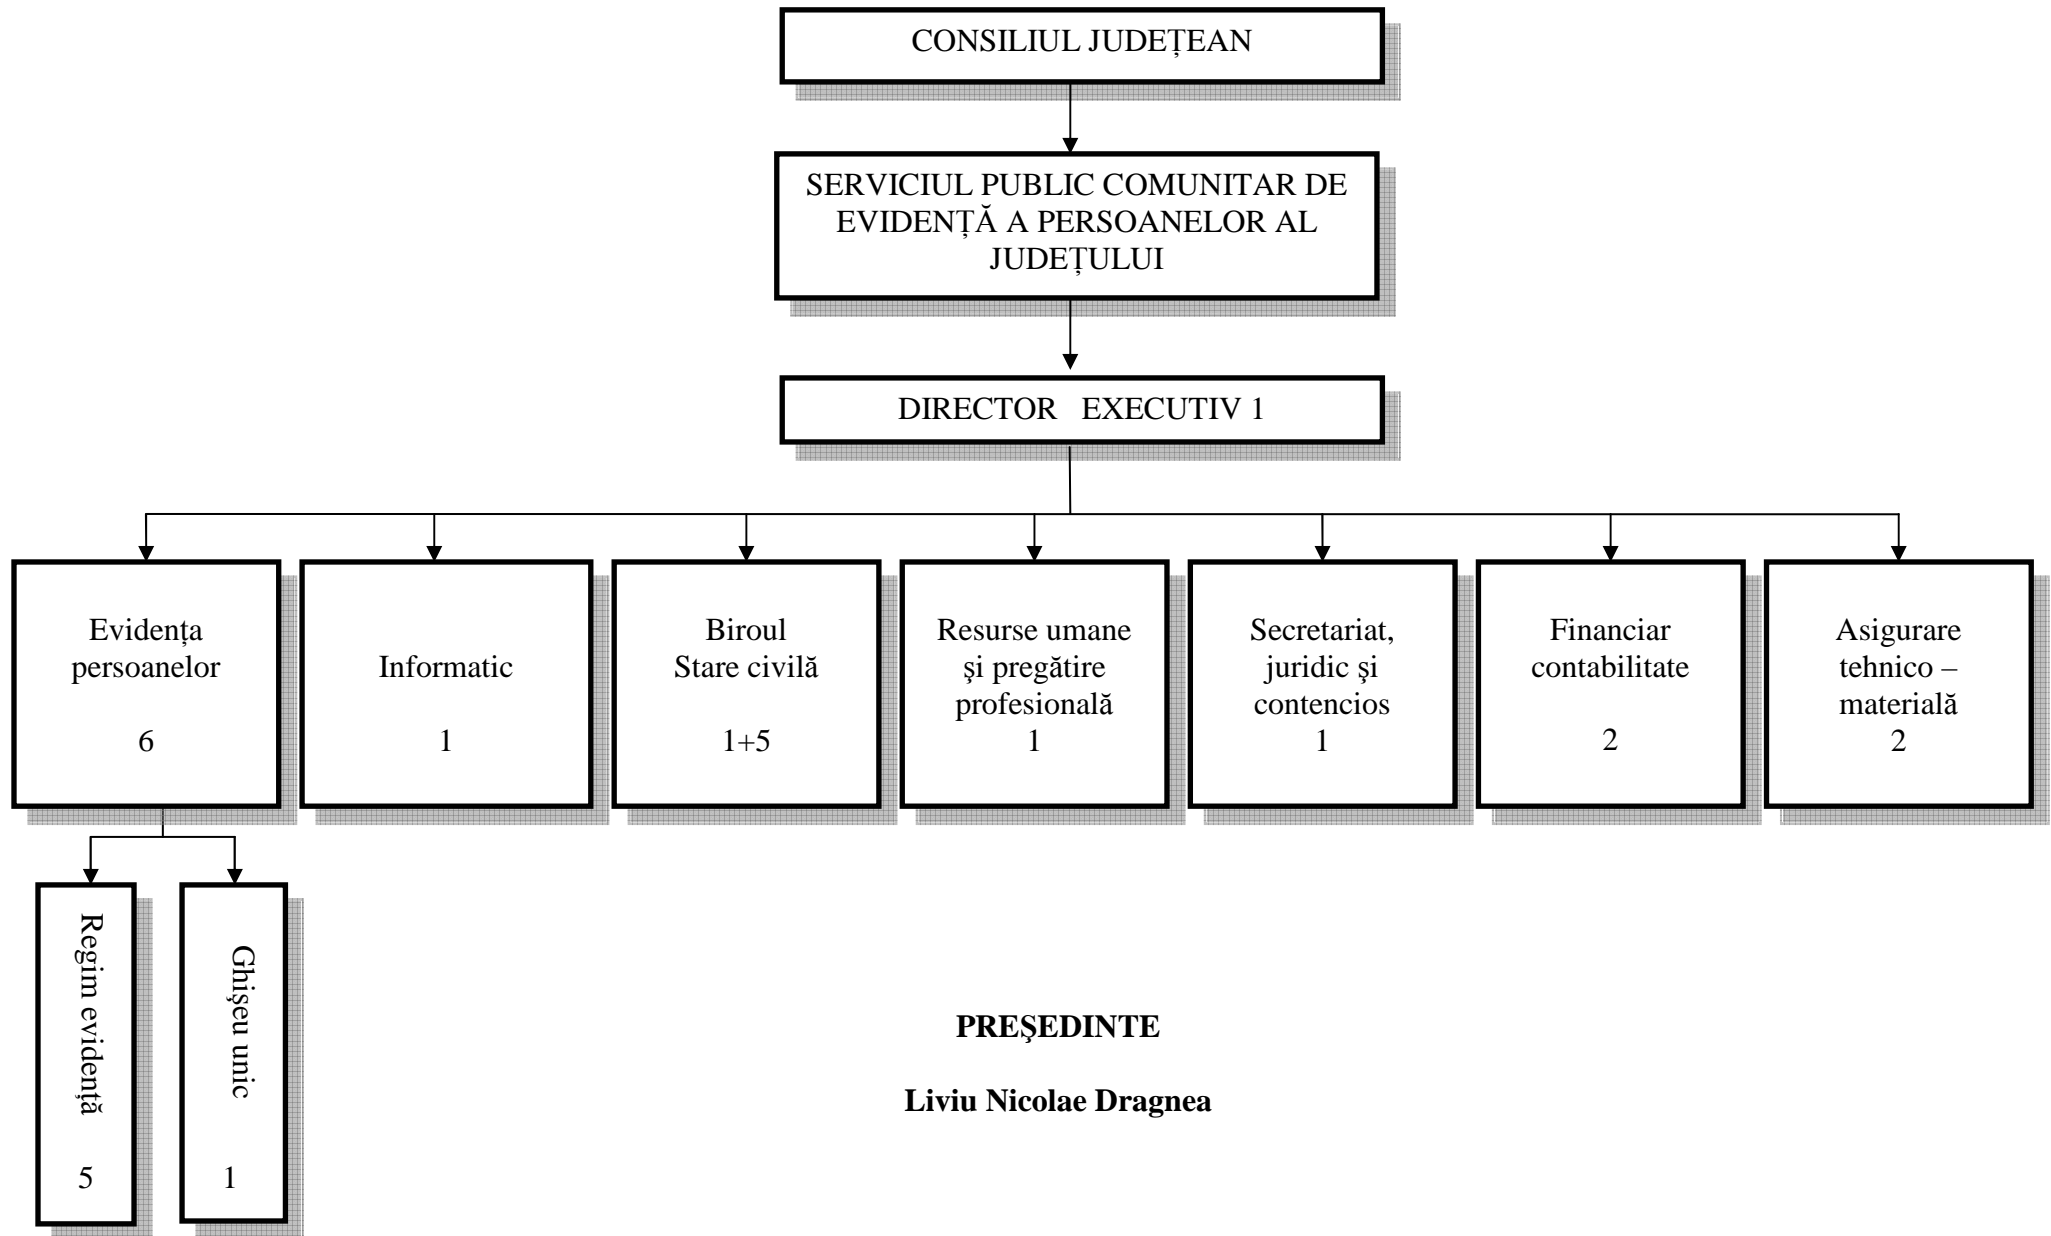 CONSILIUL JUDEȚEAN
SERVICIUL PUBLIC COMUNITAR DE
EVIDENȚĂ A PERSOANELOR AL
JUDEȚULUI
DIRECTOR EXECUTIV 1
Evidența
persoanelor
6
Informatic
1
Biroul
Stare civilă
1+5
Resurse umane
şi pregătire
profesională
1
Secretariat,
juridic şi
contencios
1
Financiar
contabilitate
2
Asigurare
tehnico –
materială
2
Regim evidență
5
Ghişeu unic
1
PREŞEDINTE
Liviu Nicolae Dragnea